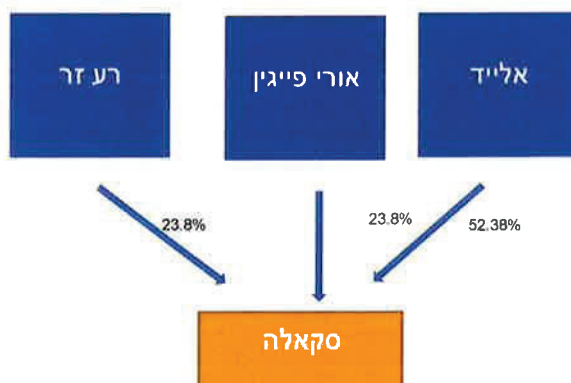 אלייד
אורי פייגין
רע זר
52.38%
23.8%
23.8%
סקאלה